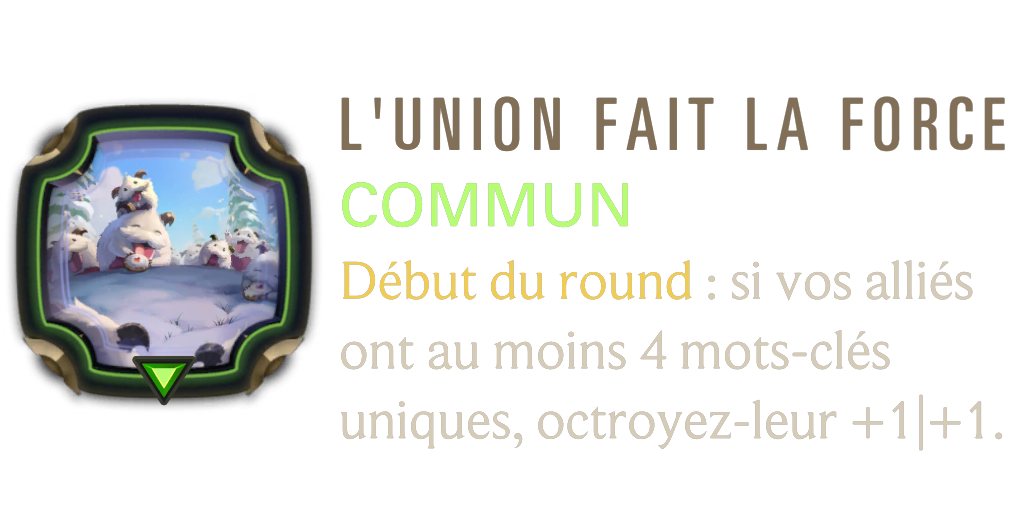 L'UNION FAIT LA FORCE
COMMUN
Début du round : si vos alliés
ont au moins 4 mots-clés
uniques, octroyez-leur +1|+1.